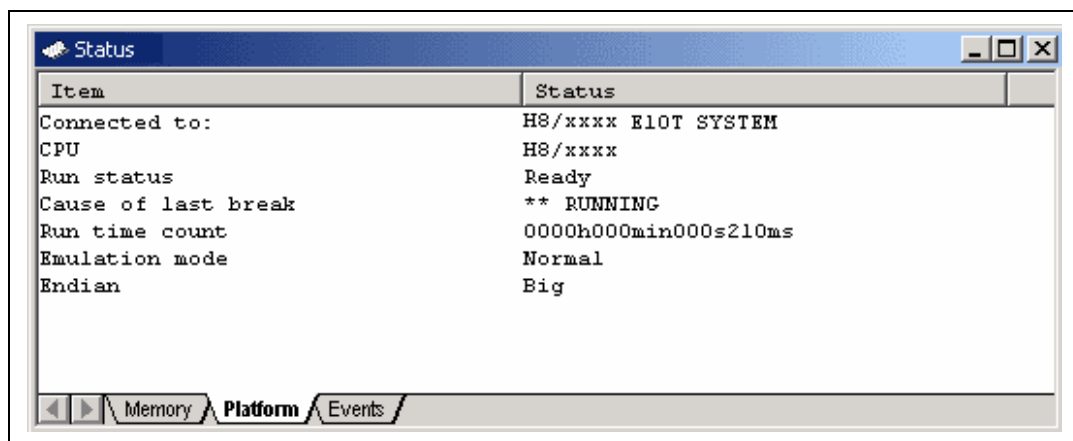 Status
Item Status
Connected to: H8/xxxx E10T SYSTEM
CPU H8/xxxx
Run status Ready
Cause of last break ** RUNNING
Run time count 0000h000min000s210ms
Emulation mode Normal
Endian Big
Memory Platform Events